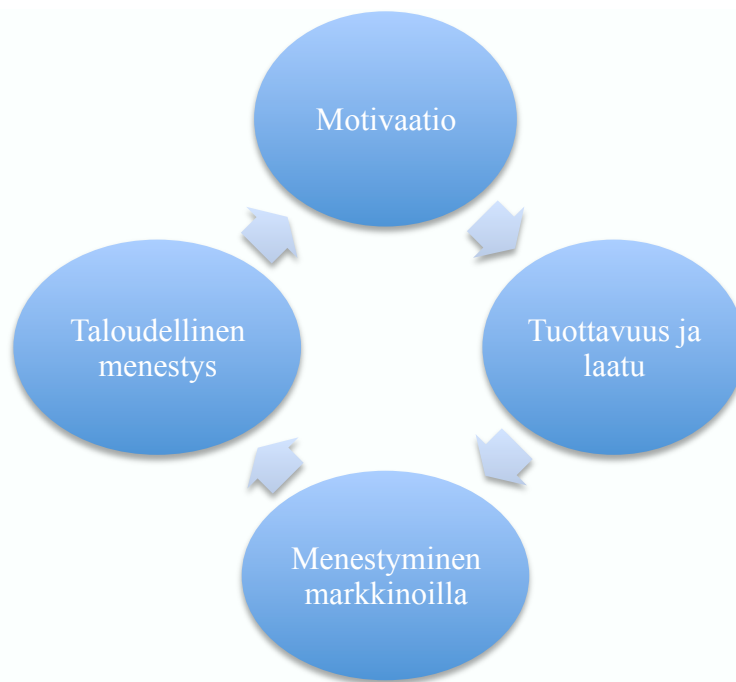 Motivaatio
Tuottavuus ja
laatu
Menestyminen
markkinoilla
Taloudellinen
menestys